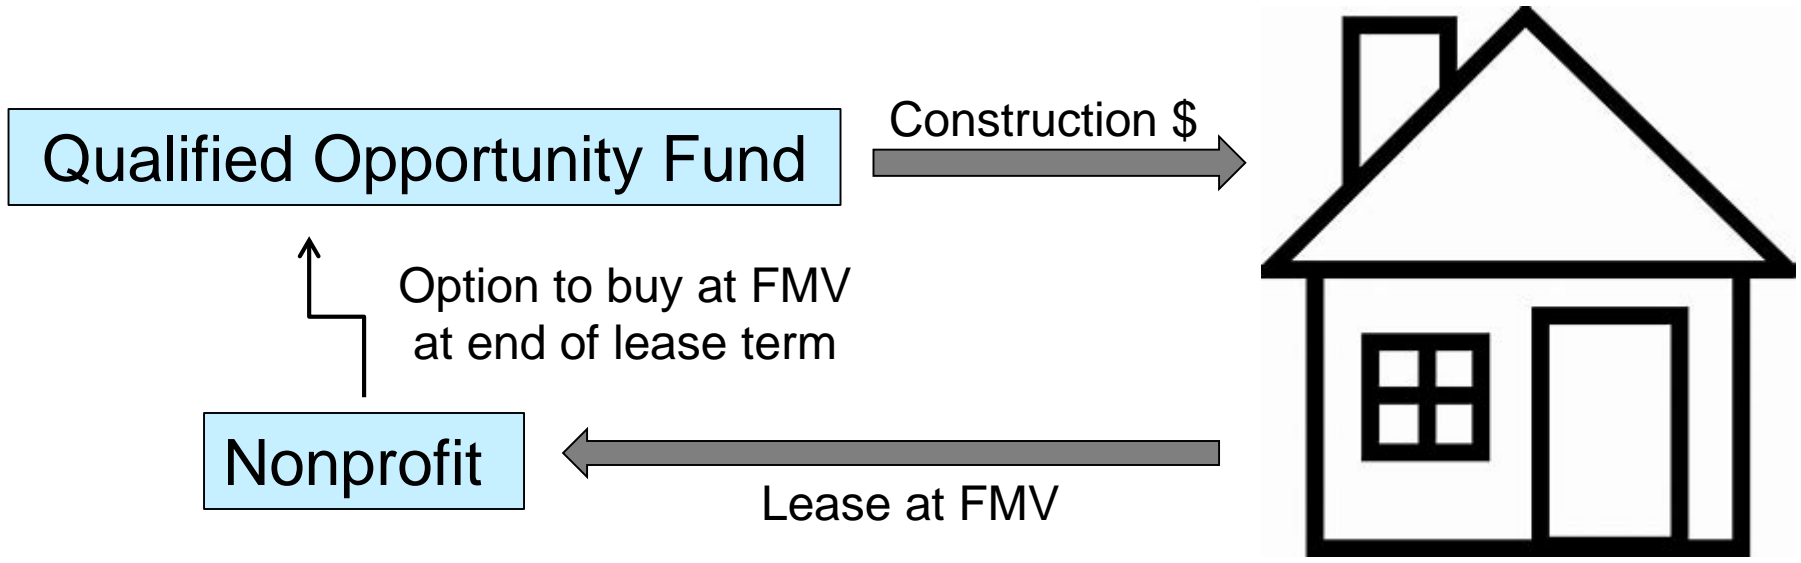 Qualified Opportunity Fund
Construction $
Option to buy at FMV
at end of lease term
Nonprofit
Lease at FMV